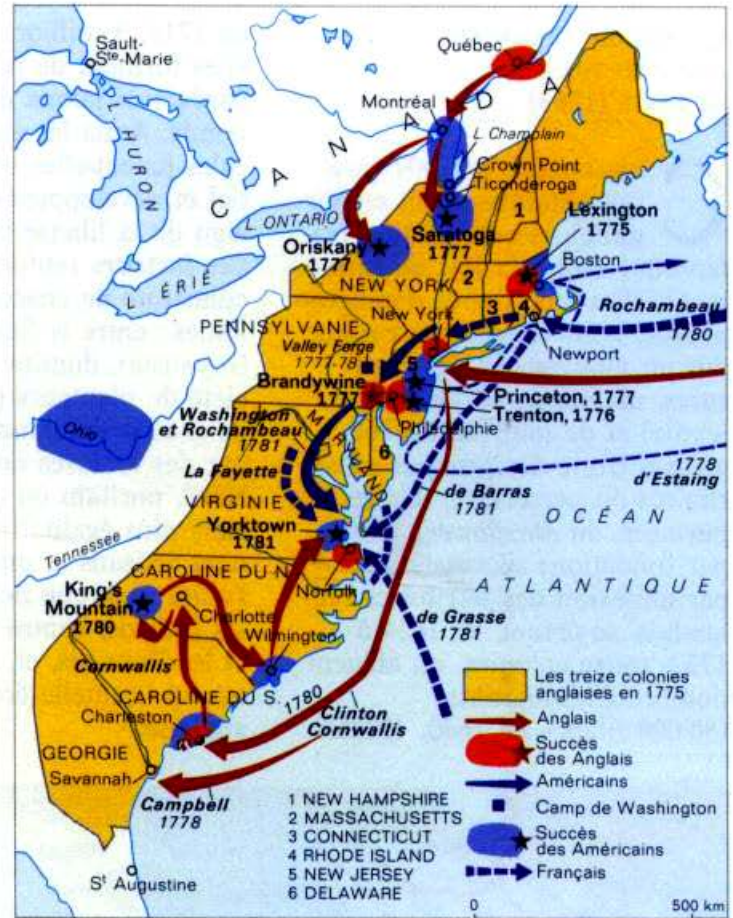 Sault-
Ste-Marie
Québec
Montréal
L. Champlain
Crown Point
Ticonderoga
L. HURON
CANADA
L. ONTARIO
L. ÉRIÉ
Oriskany
1777
Saratoga
1777
1
Lexington
1775
NEW YORK
2
Boston
3
4
Rochambeau
1780
PENNSYLVANIE
New York
Newport
Valley Ferge
1777-78
5
Brandywine
1777
Princeton, 1777
Trenton, 1776
Philadelphie
Washington
et Rochambeau
1781
MARYLAND
6
Ohio
La Fayette
1778
d'Estaing
de Barras
1781
VIRGINIE
OCÉAN
Yorktown
1781
Tennessee
ATLANTIQUE
CAROLINE DU N.
Norfolk
King's
Mountain
1780
Charlotte
Wilmington
de Grasse
1781
Cornwallis
CAROLINE DU S.
1780
Charleston
Clinton
Cornwallis
GEORGIE
Savannah
Campbell
1778
St Augustine
Les treize colonies
anglaises en 1775
Anglais
Succès
des Anglais
Américains
Camp de Washington
Succès
des Américains
Français
1 NEW HAMPSHIRE
2 MASSACHUSETTS
3 CONNECTICUT
4 RHODE ISLAND
5 NEW JERSEY
6 DELAWARE
0 500 km